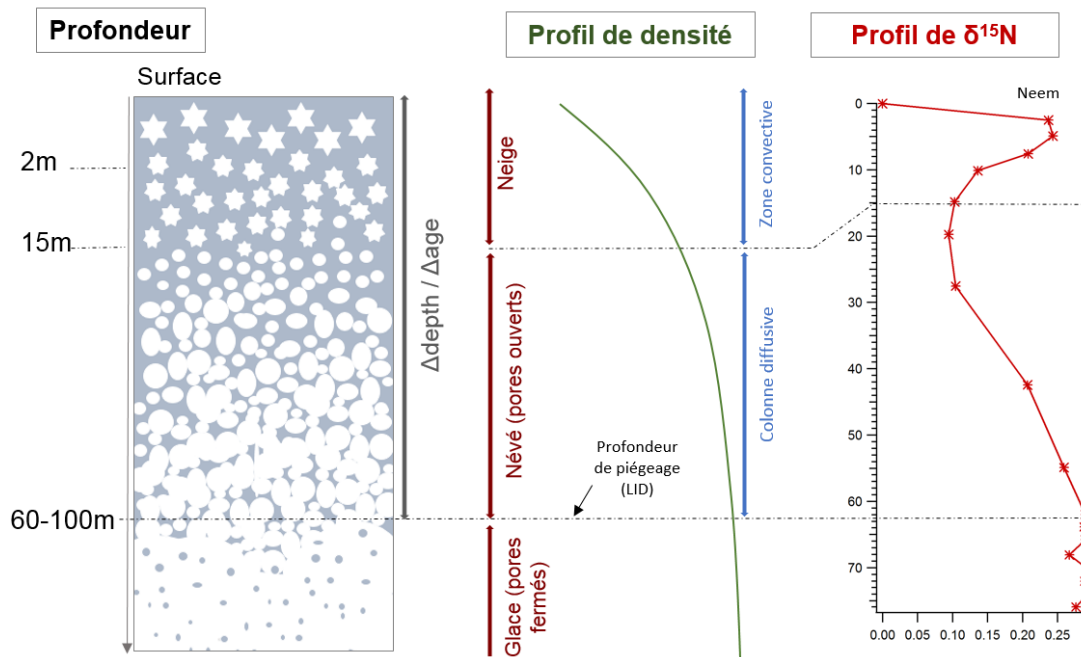 Profondeur
Profil de densité
Profil de δ¹⁵N
Surface
2m
15m
60-100m
Δdepth / Δage
Neige
Névé (pores ouverts)
Glace (pores
fermés)
Profondeur
de piégeage
(LID)
Zone convective
Colonne diffusive
Neem
0
10
20
30
40
50
60
70
0.00
0.05
0.10
0.15
0.20
0.25